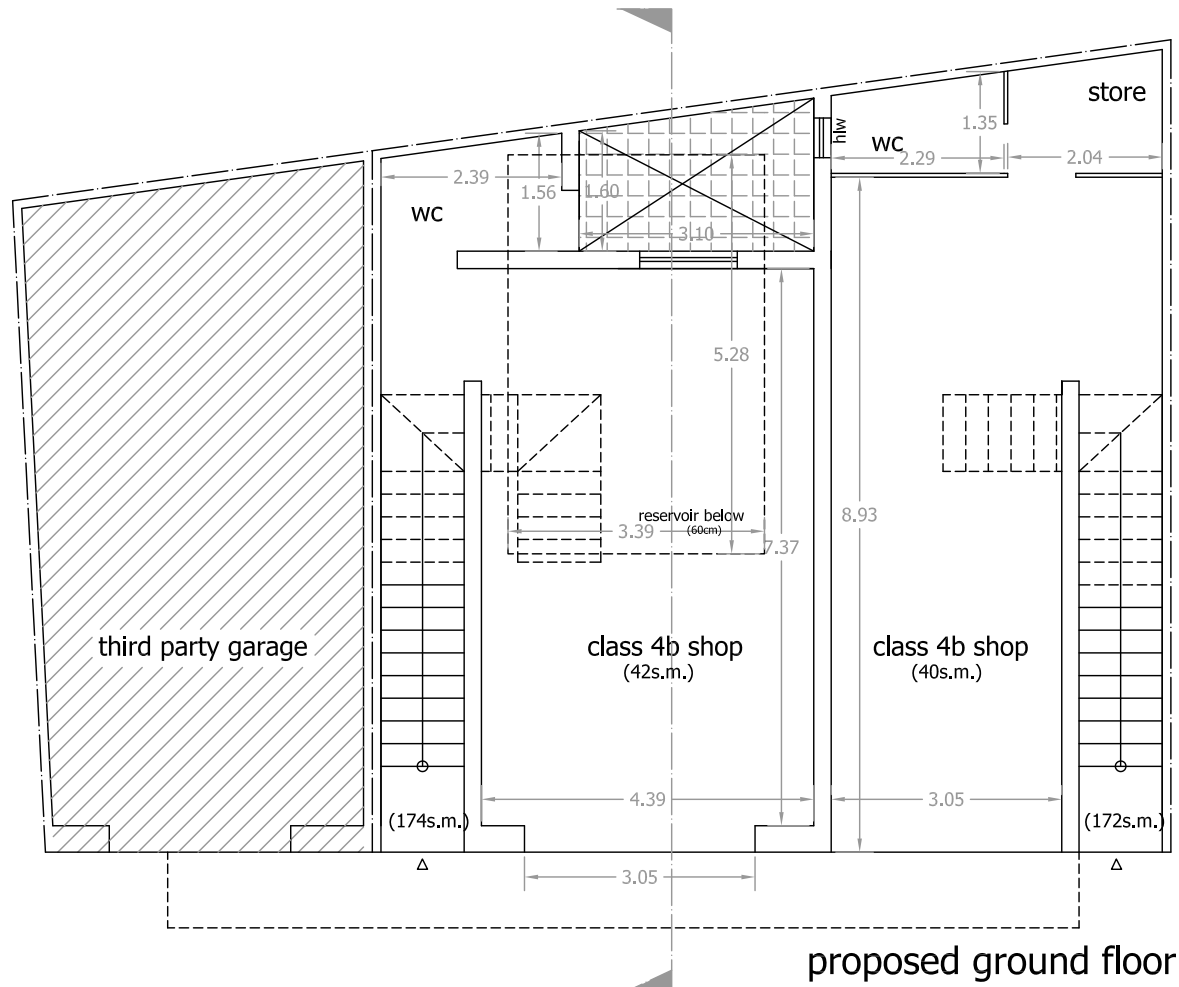 store
hlw
wc
1.35
2.29
2.04
2.39
1.56
1.60
3.10
wc
5.28
reservoir below
(60cm)
3.39
7.37
8.93
third party garage
class 4b shop
(42s.m.)
class 4b shop
(40s.m.)
4.39
3.05
(174s.m.)
(172s.m.)
3.05
proposed ground floor